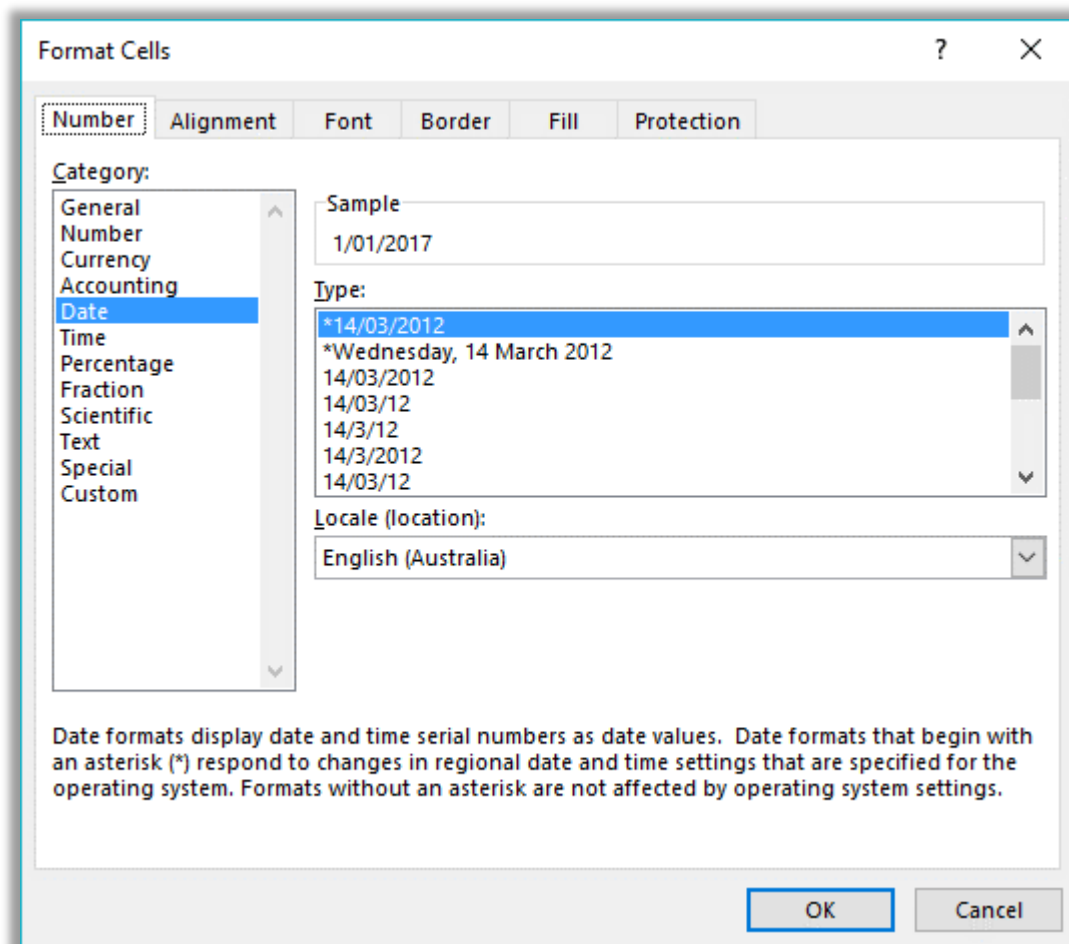 Format Cells
?
Number
Alignment
Font
Border
Fill
Protection
Category:
General
Number
Currency
Accounting
Date
Time
Percentage
Fraction
Scientific
Text
Special
Custom
Sample
1/01/2017
Type:
*14/03/2012
*Wednesday, 14 March 2012
14/03/2012
14/03/12
14/3/12
14/3/2012
14/03/12
Locale (location):
English (Australia)
Date formats display date and time serial numbers as date values.  Date formats that begin with
an asterisk (*) respond to changes in regional date and time settings that are specified for the
operating system. Formats without an asterisk are not affected by operating system settings.
OK
Cancel